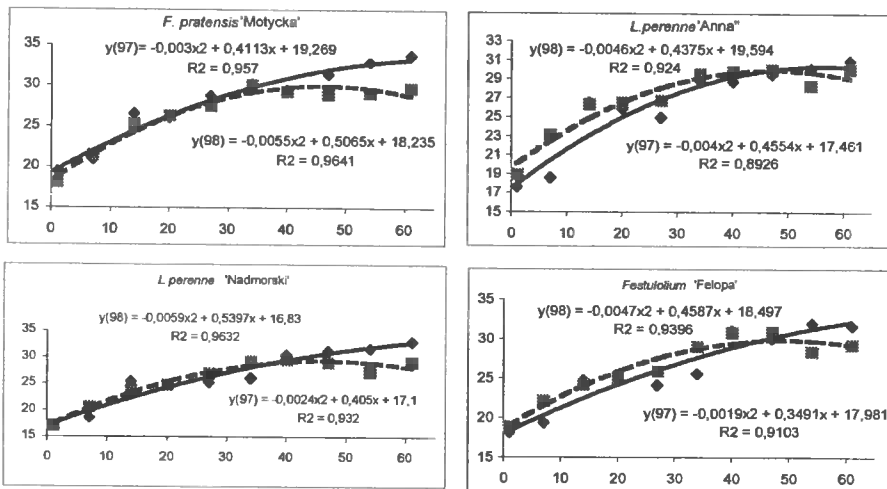 F. pratensis 'Motycka'
35
30
25
20
15
y(97) = -0,003x2 + 0,4113x + 19,269
R2 = 0,957
y(98) = -0,0055x2 + 0,5065x + 18,235
R2 = 0,9641
0 10 20 30 40 50 60
L.perenne"Anna"
33
31
29
27
25
23
21
19
17
15
y(98) = -0,0046x2 + 0,4375x + 19,594
R2 = 0,924
y(97) = -0,004x2 + 0,4554x + 17,461
R2 = 0,8926
0 10 20 30 40 50 60
L perenne 'Nadmorski'
35
30
25
20
15
y(98) = -0,0059x2 + 0,5397x + 16,83
R2 = 0,9632
y(97) = -0,0024x2 + 0,405x + 17,1
R2 = 0,932
0 10 20 30 40 50 60
Festulolium 'Felopa'
35
30
25
20
15
y(98) = -0,0047x2 + 0,4587x + 18,497
R2 = 0,9396
y(97) = -0,0019x2 + 0,3491x + 17,981
R2 = 0,9103
0 10 20 30 40 50 60